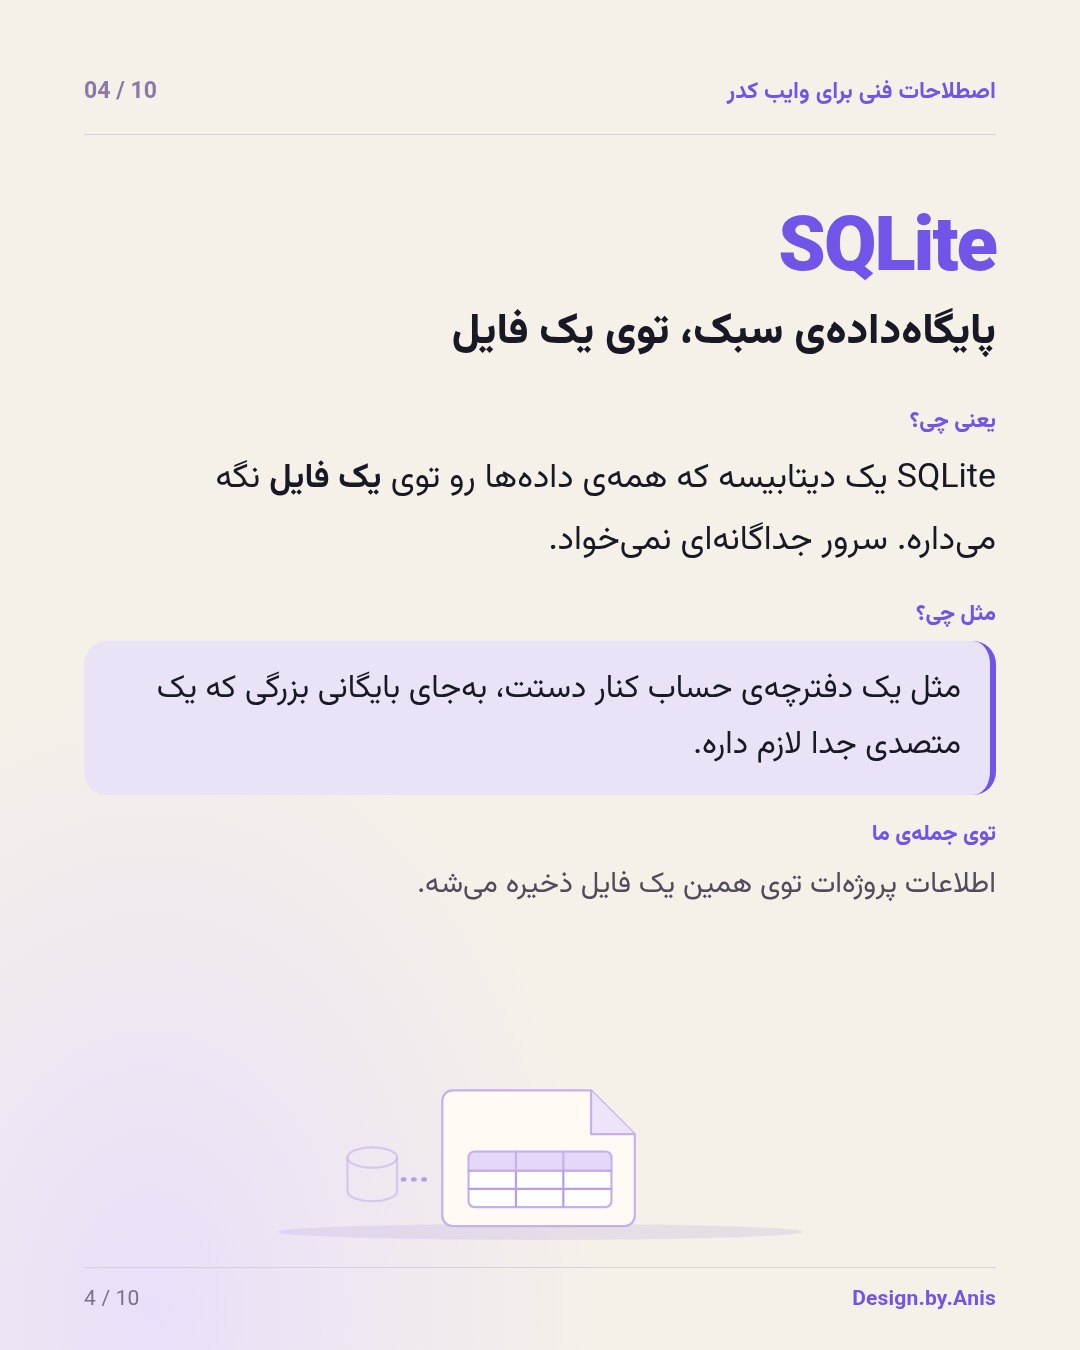 اصطلاحات فنی برای وایب کدر
04 / 10
SQLite
پایگاه‌داده‌ی سبک، توی یک فایل
یعنی چی؟
SQLite یک دیتابیسه که همه‌ی داده‌ها رو توی یک فایل نگه
می‌داره. سرور جداگانه‌ای نمی‌خواد.
مثل چی؟
مثل یک دفترچه‌ی حساب کنار دستت، به‌جای بایگانی بزرگی که یک
متصدی جدا لازم داره.
توی جمله‌ی ما
اطلاعات پروژه‌ات توی همین یک فایل ذخیره می‌شه.
Design.by.Anis
4 / 10